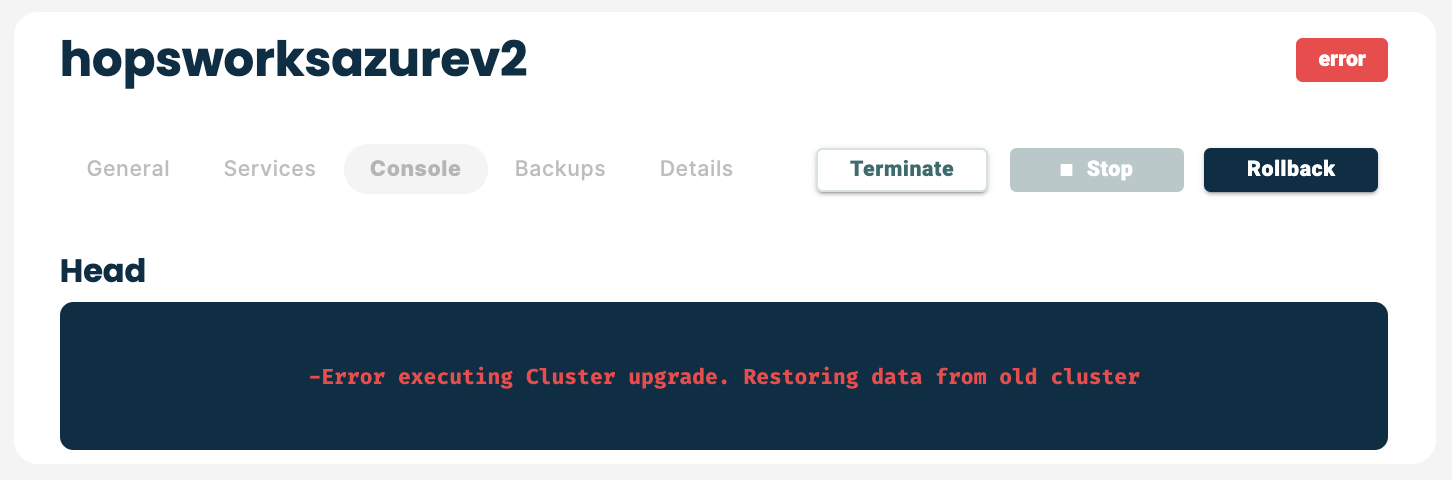 hopsworksazurev2
error
General Services Console Backups Details Terminate Stop Rollback
Head
-Error executing Cluster upgrade. Restoring data from old cluster